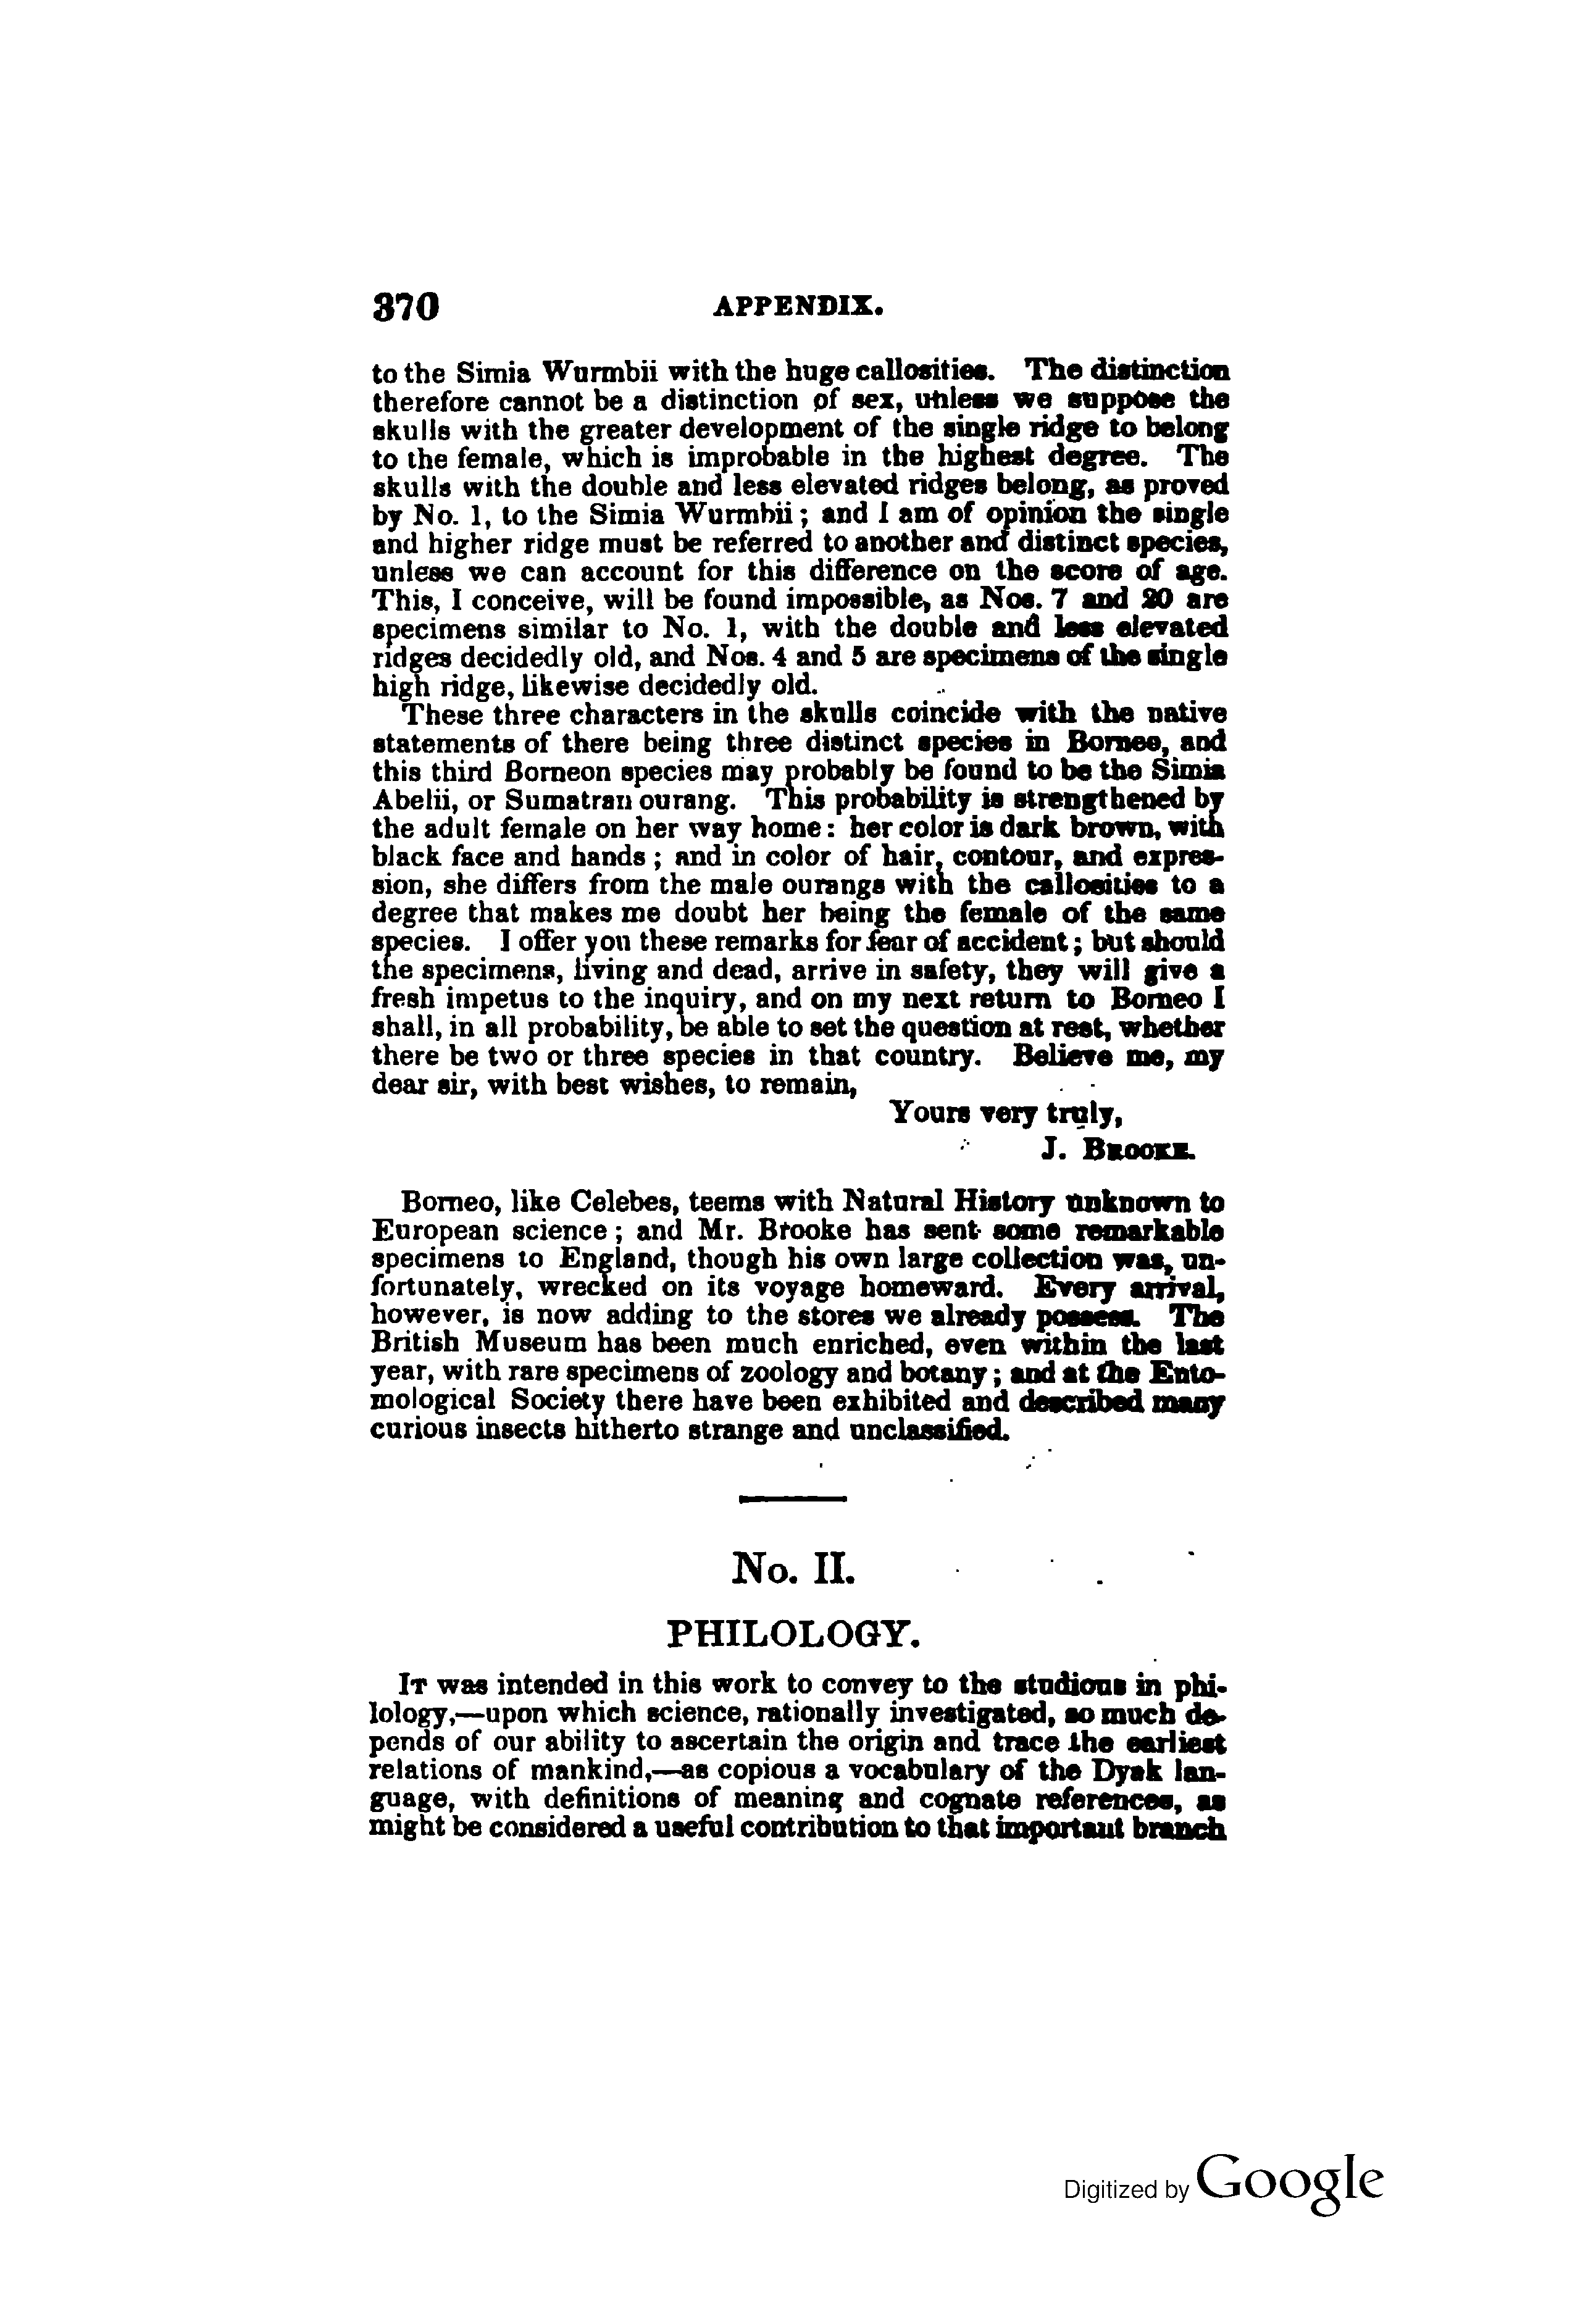 370 APPENDIX.
to the Simia Wurmbii with the huge callosities. The distinction
therefore cannot be a distinction of sex, unless we suppose the
skulls with the greater development of the single ridge to belong
to the female, which is improbable in the highest degree. The
skulls with the double and less elevated ridges belong, as proved
by No. 1, to the Simia Wurmbii; and I am of opinion the single
and higher ridge must be referred to another and distinct species,
unless we can account for this difference on the score of age.
This, I conceive, will be found impossible, as Nos. 7 and 20 are
specimens similar to No. 1, with the double and less elevated
ridges decidedly old, and Nos. 4 and 5 are specimens of the single
high ridge, likewise decidedly old.
These three characters in the skulls coincide with the native
statements of there being three distinct species in Borneo, and
this third Borneon species may probably be found to be the Simia
Abelii, or Sumatran ourang. This probability is strengthened by
the adult female on her way home: her color is dark brown, with
black face and hands; and in color of hair, contour, and expres-
sion, she differs from the male ourangs with the callosities to a
degree that makes me doubt her being the female of the same
species. I offer you these remarks for fear of accident; but should
the specimens, living and dead, arrive in safety, they will give a
fresh impetus to the inquiry, and on my next return to Borneo I
shall, in all probability, be able to set the question at rest, whether
there be two or three species in that country. Believe me, my
dear sir, with best wishes, to remain,
Yours very truly,
J. BROOKE.
Borneo, like Celebes, teems with Natural History unknown to
European science; and Mr. Brooke has sent some remarkable
specimens to England, though his own large collection was, un-
fortunately, wrecked on its voyage homeward. Every arrival,
however, is now adding to the stores we already possess. The
British Museum has been much enriched, even within the last
year, with rare specimens of zoology and botany; and at the Ento-
mological Society there have been exhibited and described many
curious insects hitherto strange and unclassified.
No. II.
PHILOLOGY.
IT was intended in this work to convey to the studious in phi-
lology,—upon which science, rationally investigated, so much de-
pends of our ability to ascertain the origin and trace the earliest
relations of mankind,—as copious a vocabulary of the Dyak lan-
guage, with definitions of meaning and cognate references, as
might be considered a useful contribution to that important branch
Digitized by Google